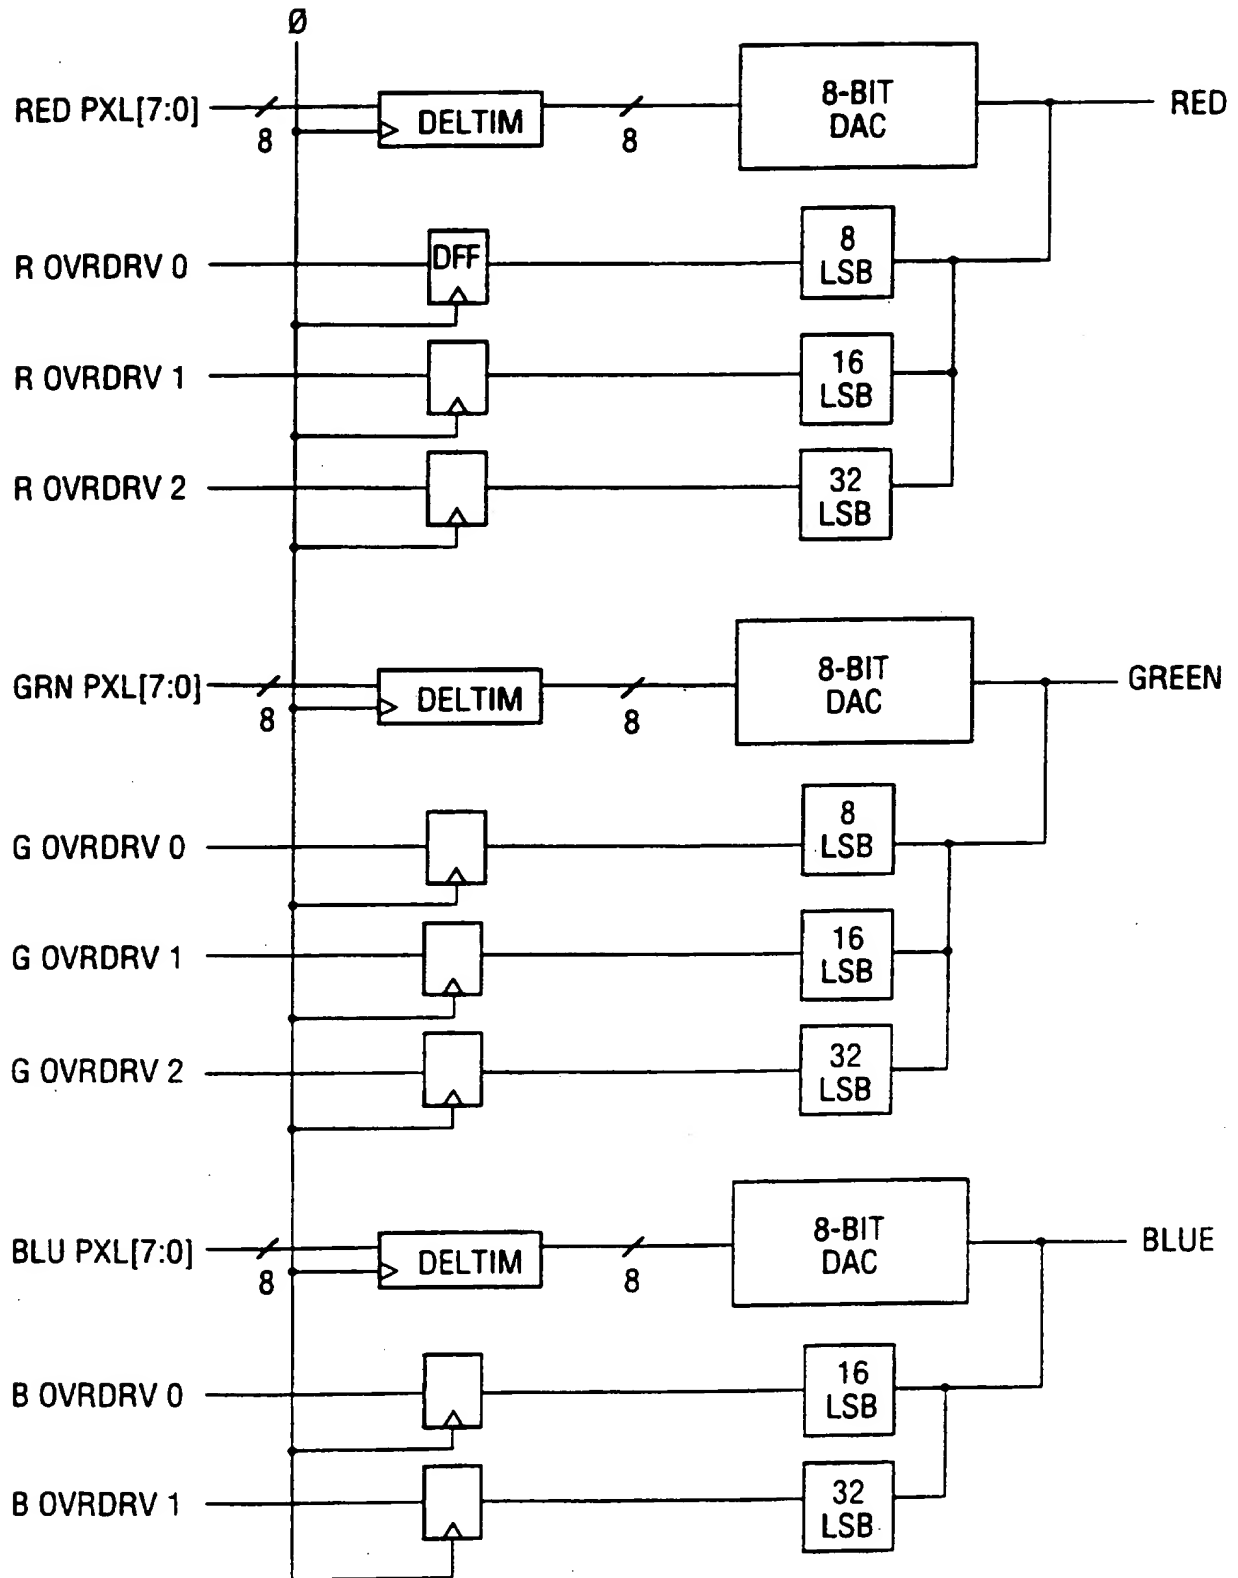 Ø
RED PXL[7:0]
8
DELTIM
8
8-BIT
DAC
RED
R OVRDRV 0
DFF
8
LSB
R OVRDRV 1
16
LSB
R OVRDRV 2
32
LSB
GRN PXL[7:0]
8
DELTIM
8
8-BIT
DAC
GREEN
G OVRDRV 0
8
LSB
G OVRDRV 1
16
LSB
G OVRDRV 2
32
LSB
BLU PXL[7:0]
8
DELTIM
8
8-BIT
DAC
BLUE
B OVRDRV 0
16
LSB
B OVRDRV 1
32
LSB